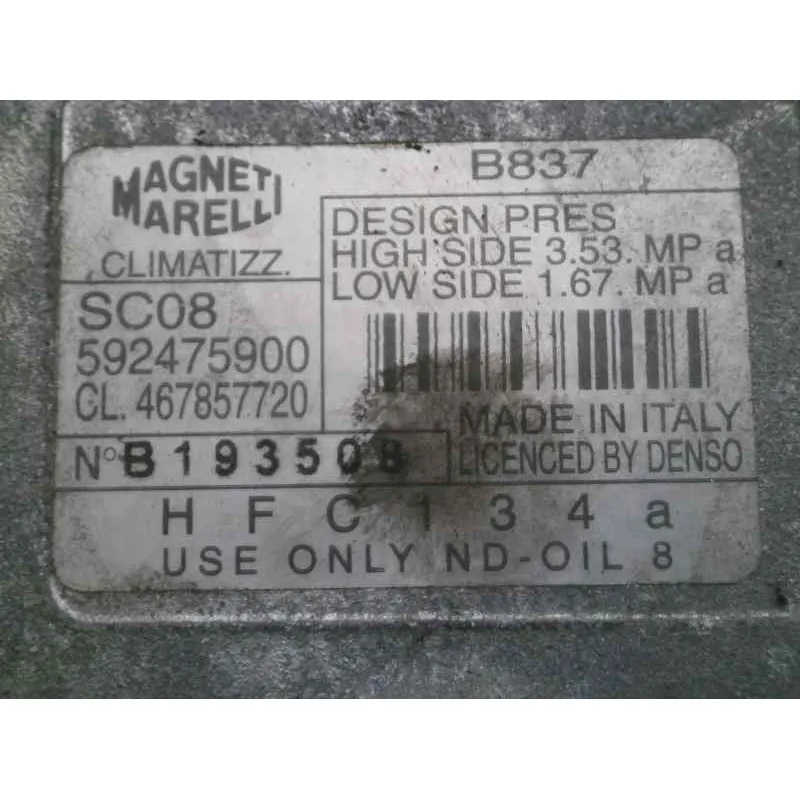 MAGNETI
MARELLI
CLIMATIZZ.
SC08
592475900
CL. 467857720
N° B193508
B837
DESIGN PRES
HIGH SIDE 3.53. MP a
LOW SIDE 1.67. MP a
MADE IN ITALY
LICENCED BY DENSO
HFC134a
USE ONLY ND-OIL 8